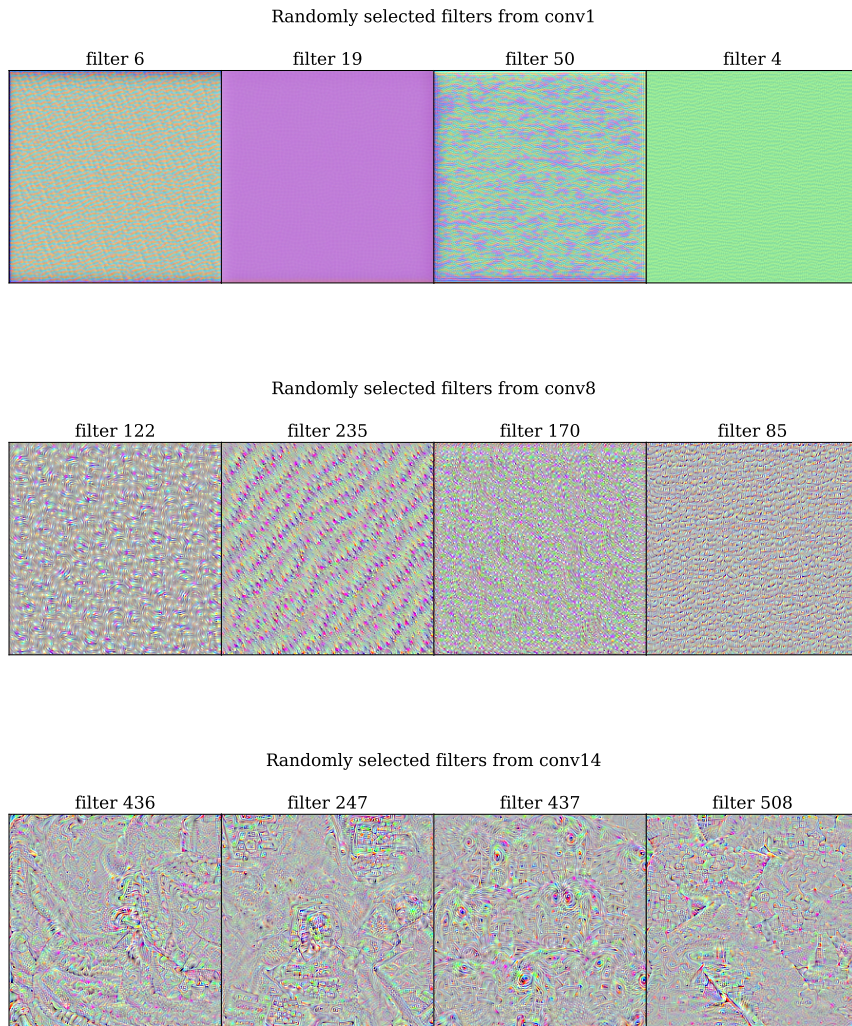 Randomly selected filters from conv1
filter 6 filter 19 filter 50 filter 4
Randomly selected filters from conv8
filter 122 filter 235 filter 170 filter 85
Randomly selected filters from conv14
filter 436 filter 247 filter 437 filter 508